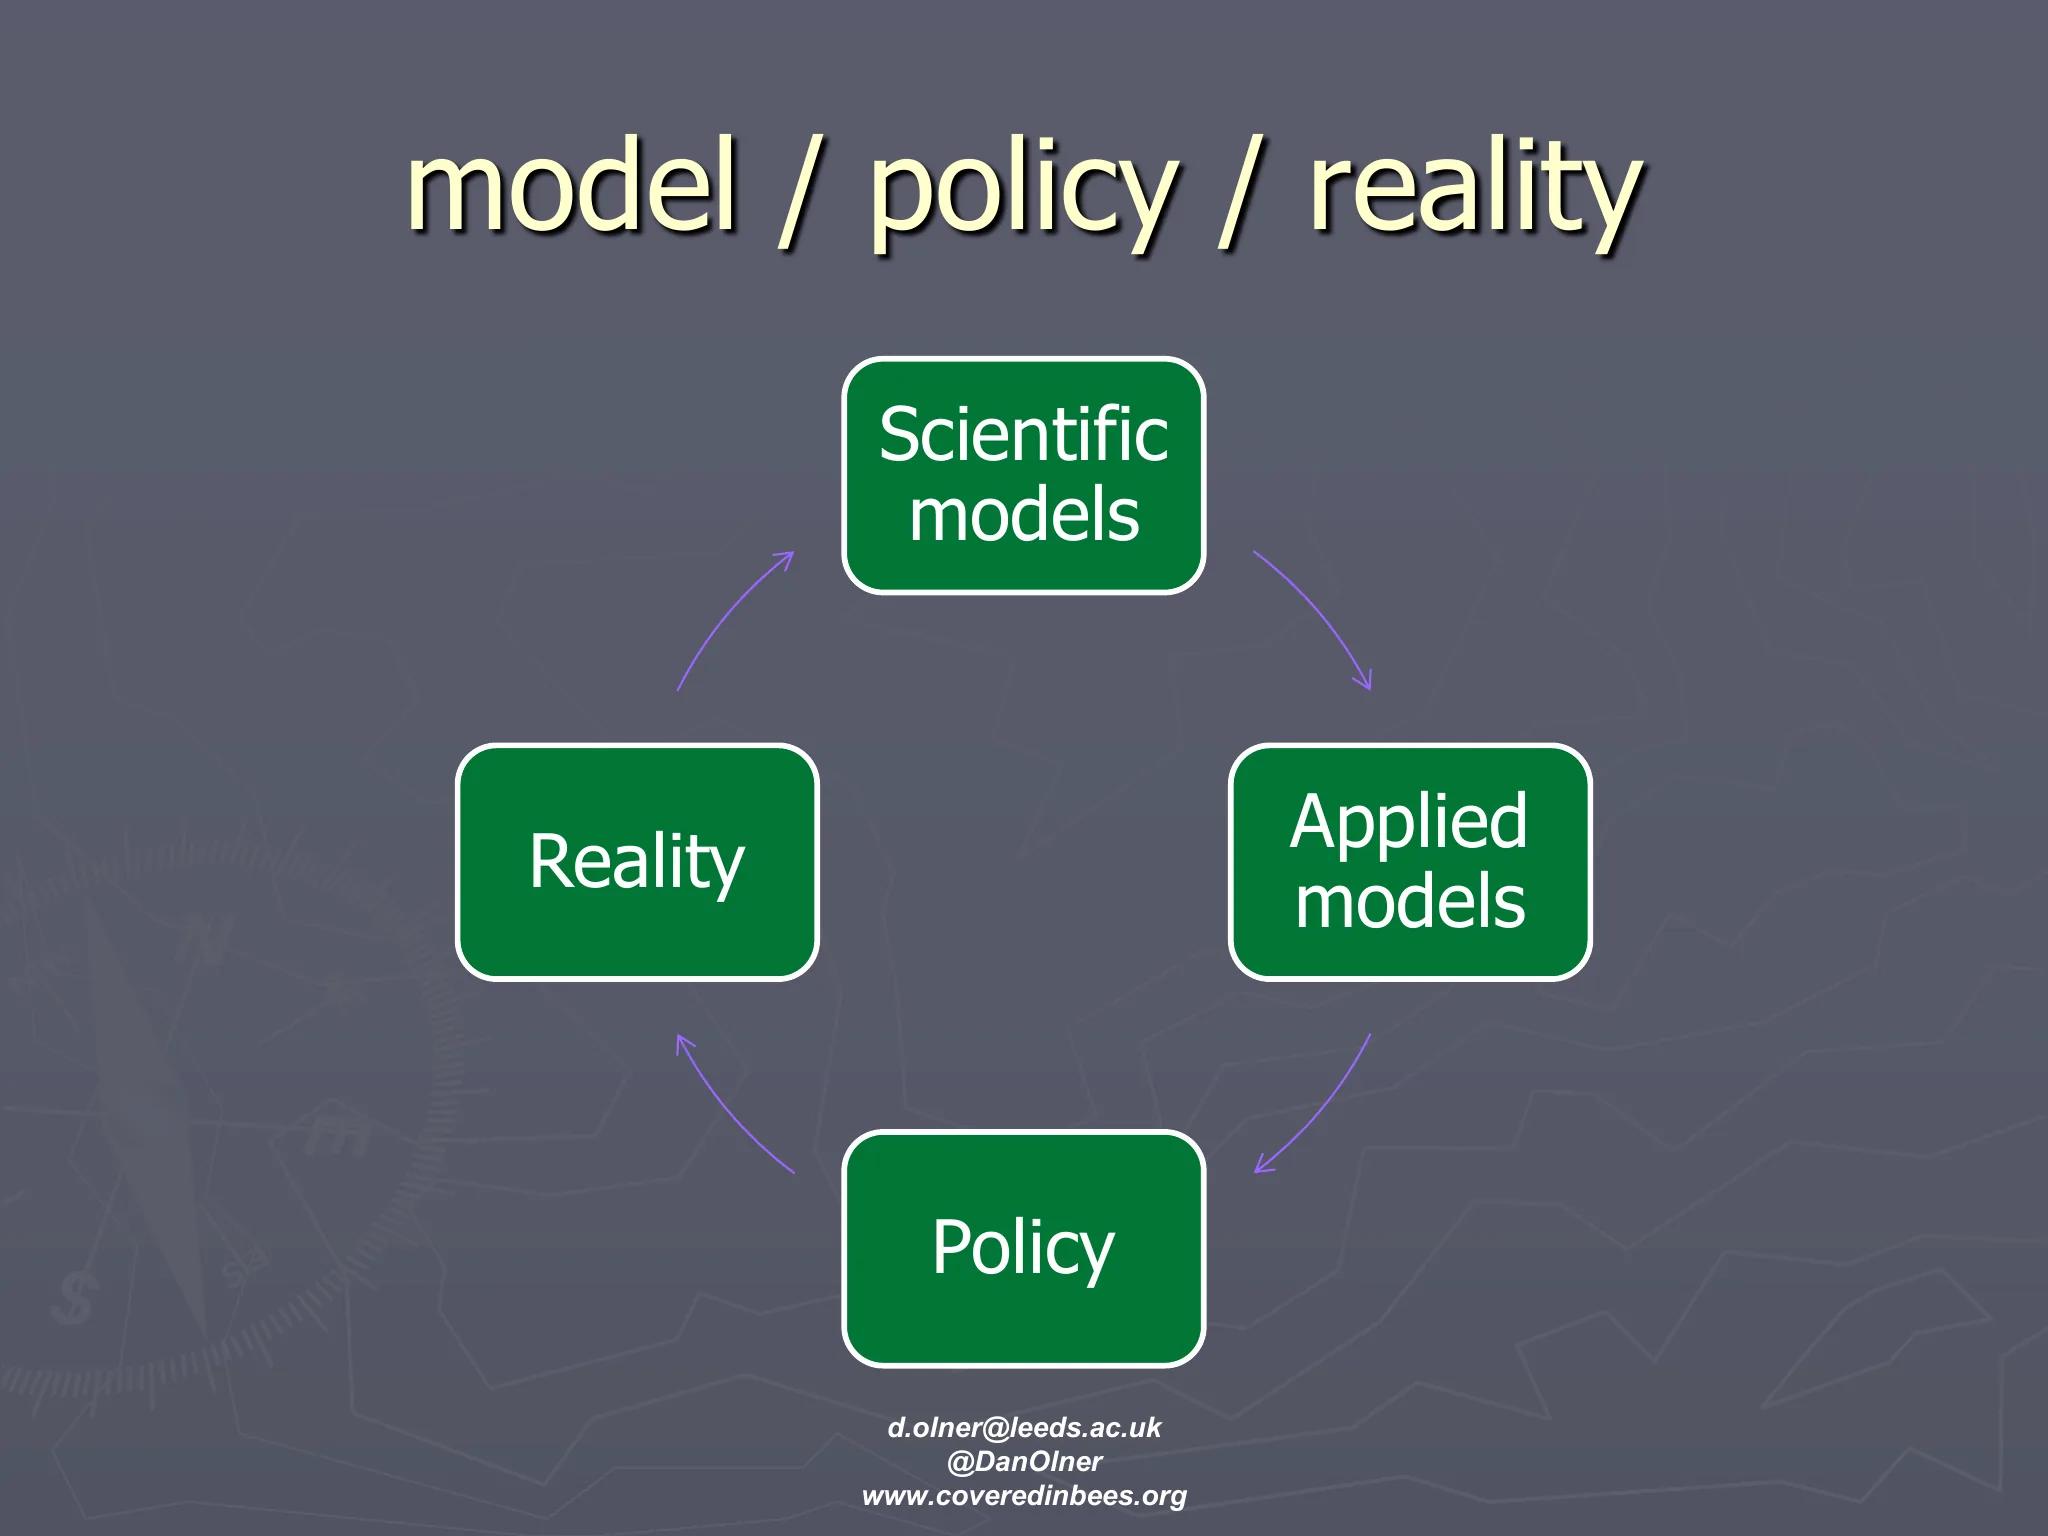 model / policy / reality
Scientific
models
Reality
Applied
models
Policy
N
E
S
d.olner@leeds.ac.uk
@DanOlner
www.coveredinbees.org